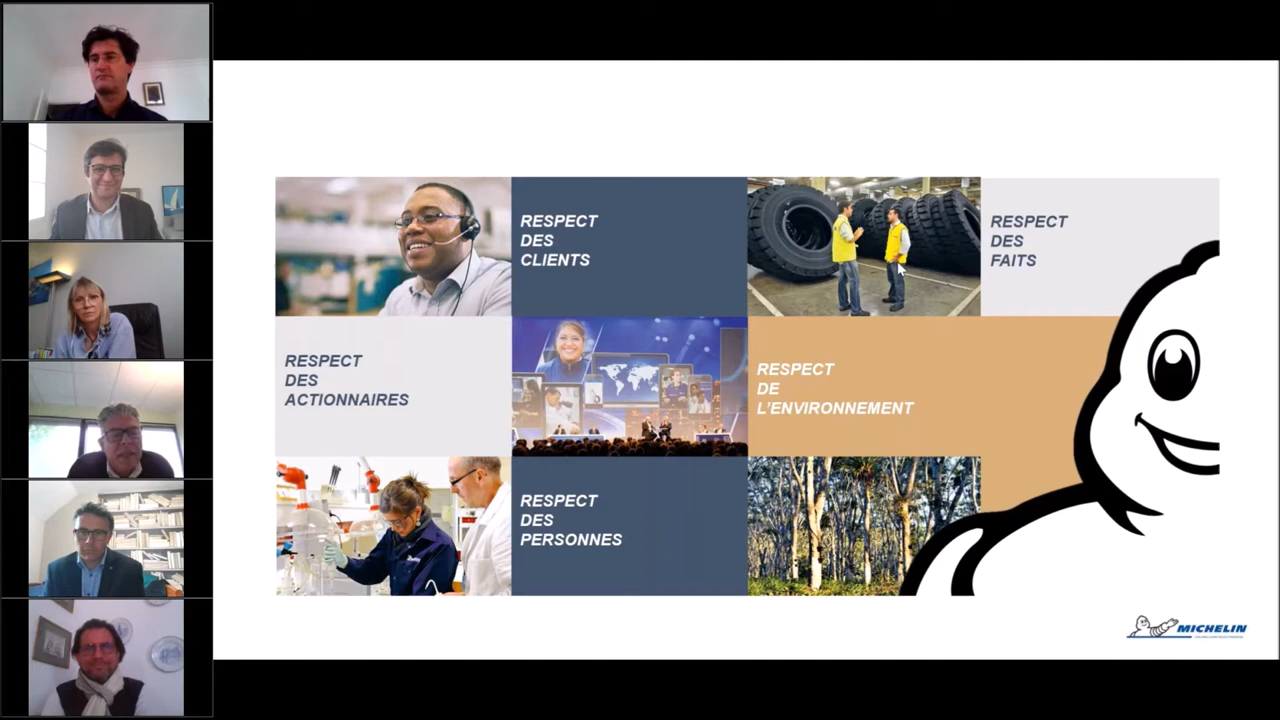 RESPECT
DES
CLIENTS
RESPECT
DES
FAITS
RESPECT
DES
ACTIONNAIRES
RESPECT
DE
L'ENVIRONNEMENT
RESPECT
DES
PERSONNES
MICHELIN